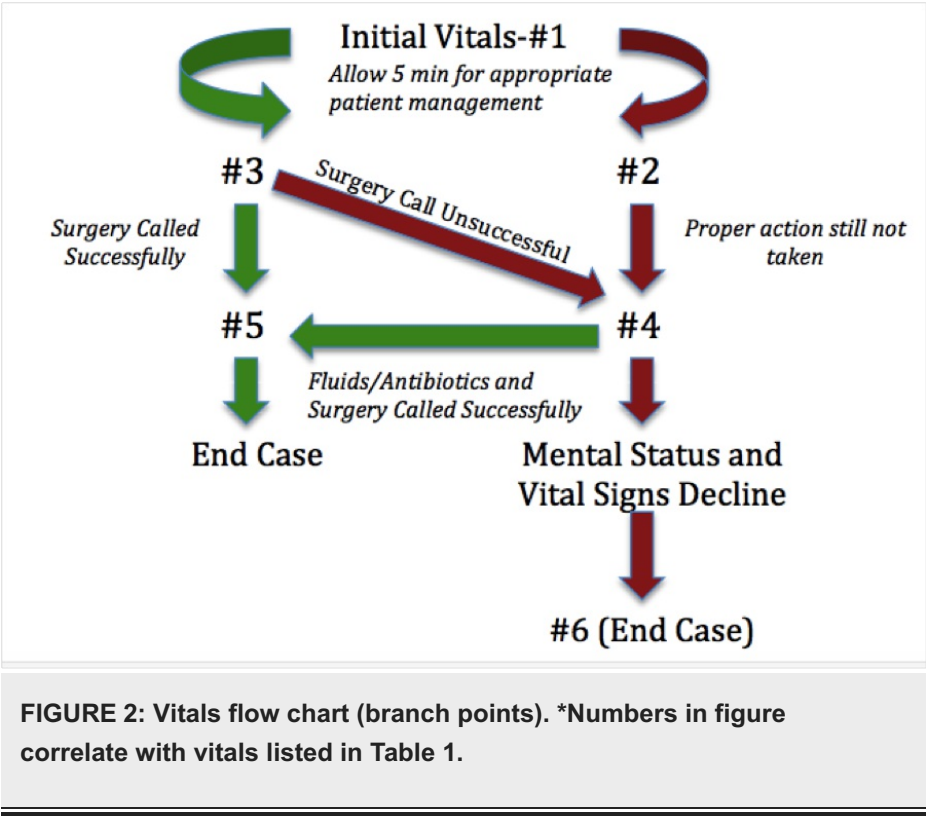 Initial Vitals-#1
Allow 5 min for appropriate
patient management
#3
#2
Surgery Call Unsuccessful
Surgery Called
Successfully
Proper action still not
taken
#5
#4
Fluids/Antibiotics and
Surgery Called Successfully
End Case
Mental Status and
Vital Signs Decline
#6 (End Case)
FIGURE 2: Vitals flow chart (branch points). *Numbers in figure
correlate with vitals listed in Table 1.